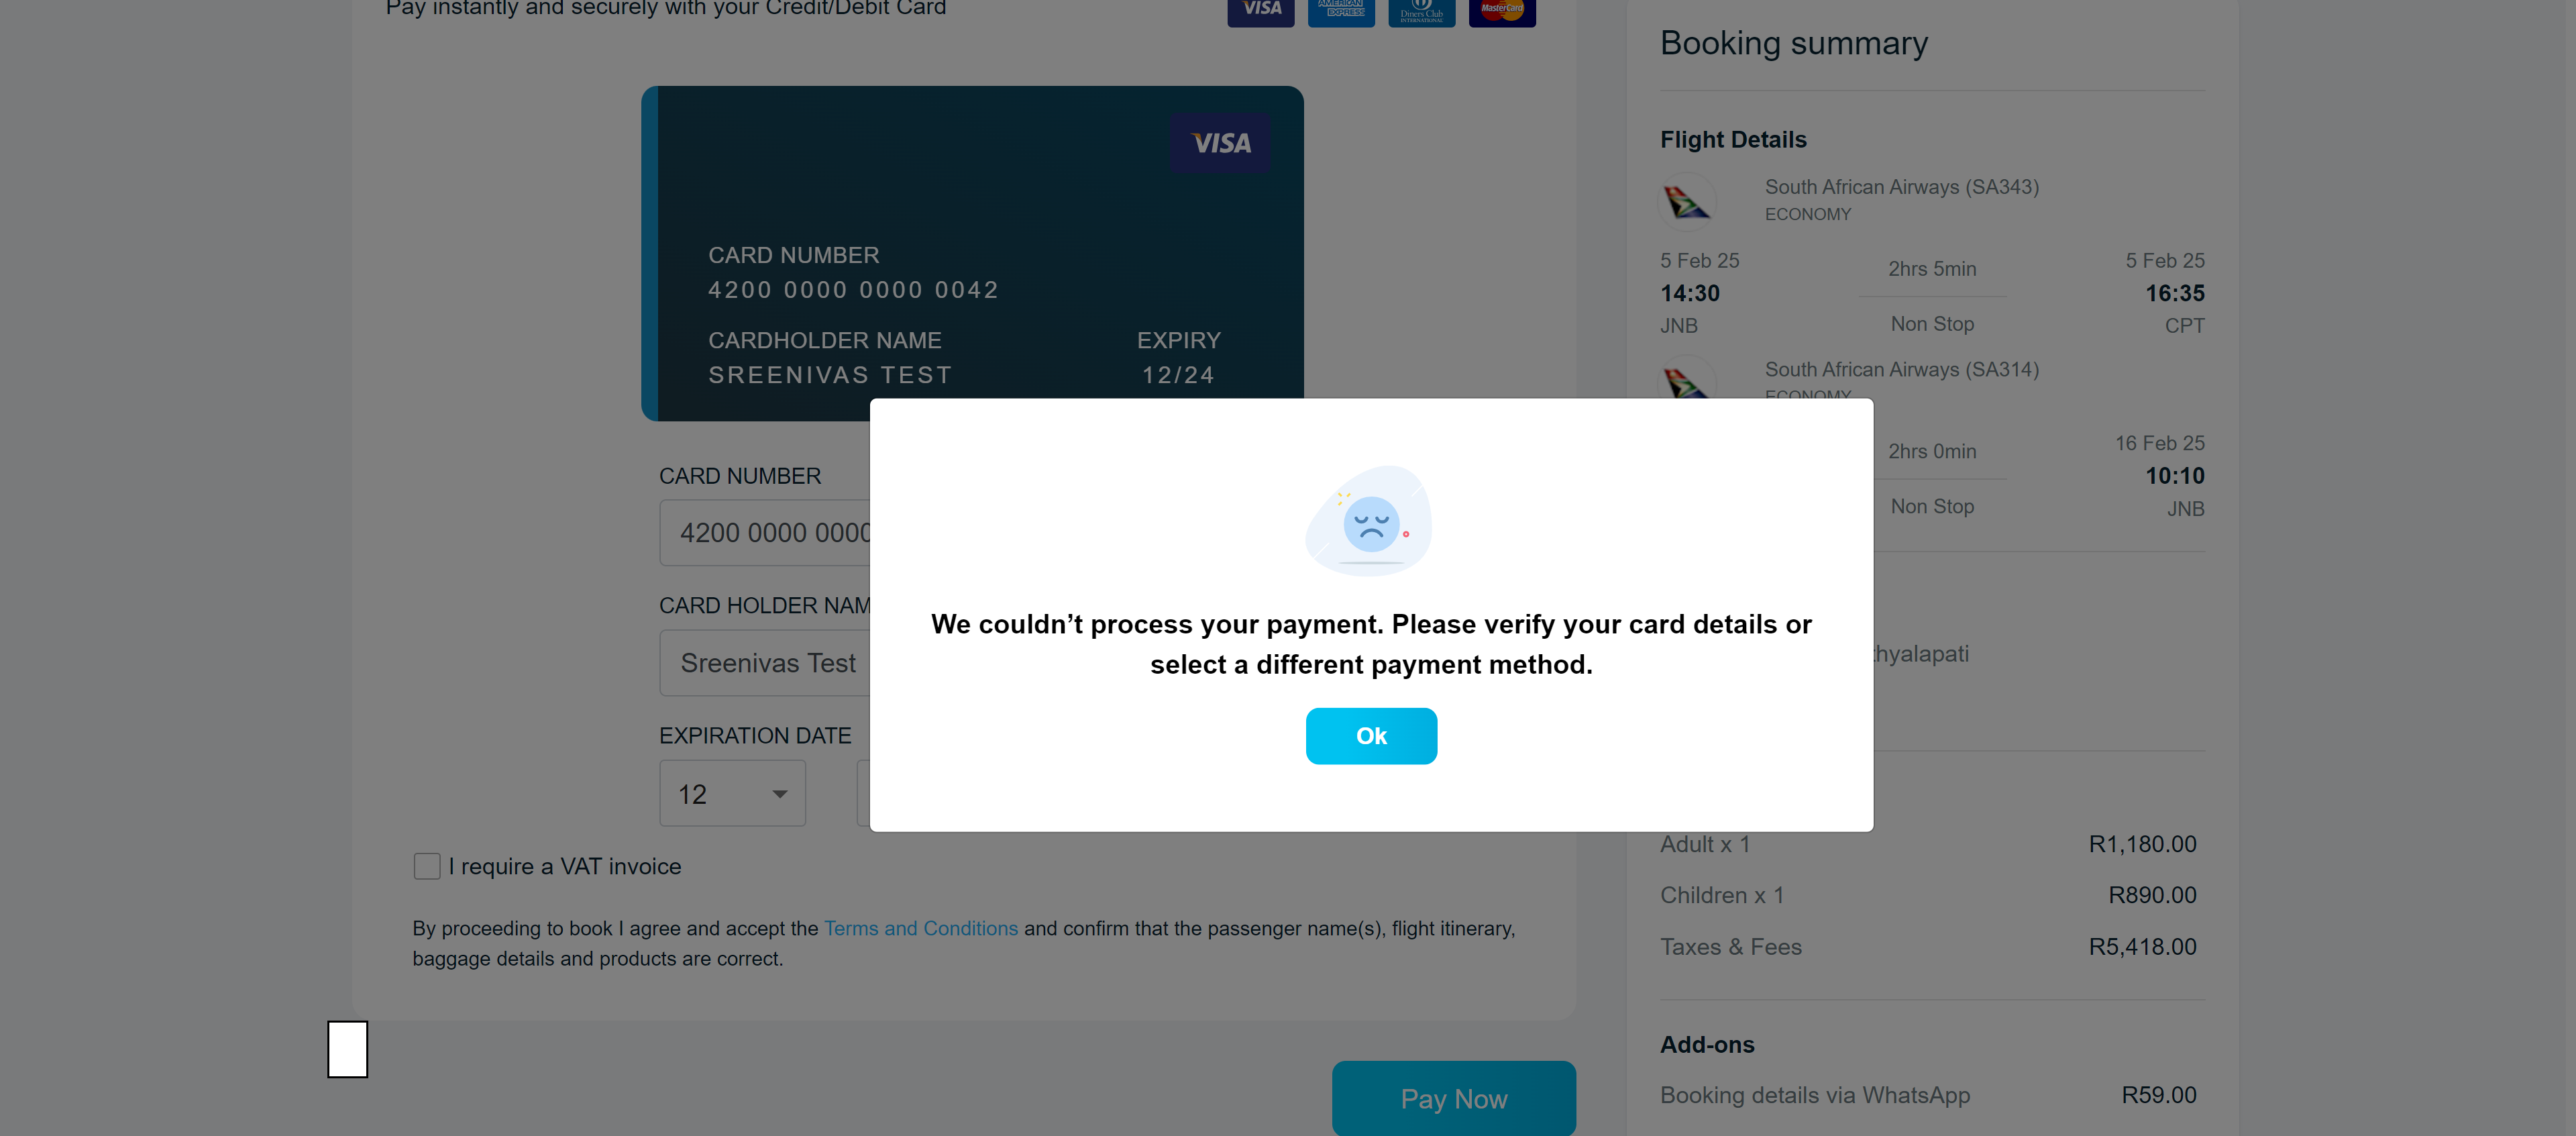 Pay instantly and securely with your Credit/Debit Card
VISA
AMERICAN EXPRESS
Diners Club
INTERNATIONAL
MasterCard
VISA
CARD NUMBER
4200 0000 0000 0042
CARDHOLDER NAME
EXPIRY
SREENIVAS TEST
12/24
CARD NUMBER
4200 0000 0000
CARD HOLDER NAM
Sreenivas Test
EXPIRATION DATE
12
I require a VAT invoice
By proceeding to book I agree and accept the Terms and Conditions and confirm that the passenger name(s), flight itinerary,
baggage details and products are correct.
Pay Now
We couldn’t process your payment. Please verify your card details or
select a different payment method.
Ok
Booking summary
Flight Details
South African Airways (SA343)
ECONOMY
5 Feb 25
2hrs 5min
5 Feb 25
14:30
16:35
JNB
Non Stop
CPT
South African Airways (SA314)
ECONOMY
2hrs 0min
16 Feb 25
10:10
Non Stop
JNB
hyalapati
Adult x 1
R1,180.00
Children x 1
R890.00
Taxes & Fees
R5,418.00
Add-ons
Booking details via WhatsApp
R59.00